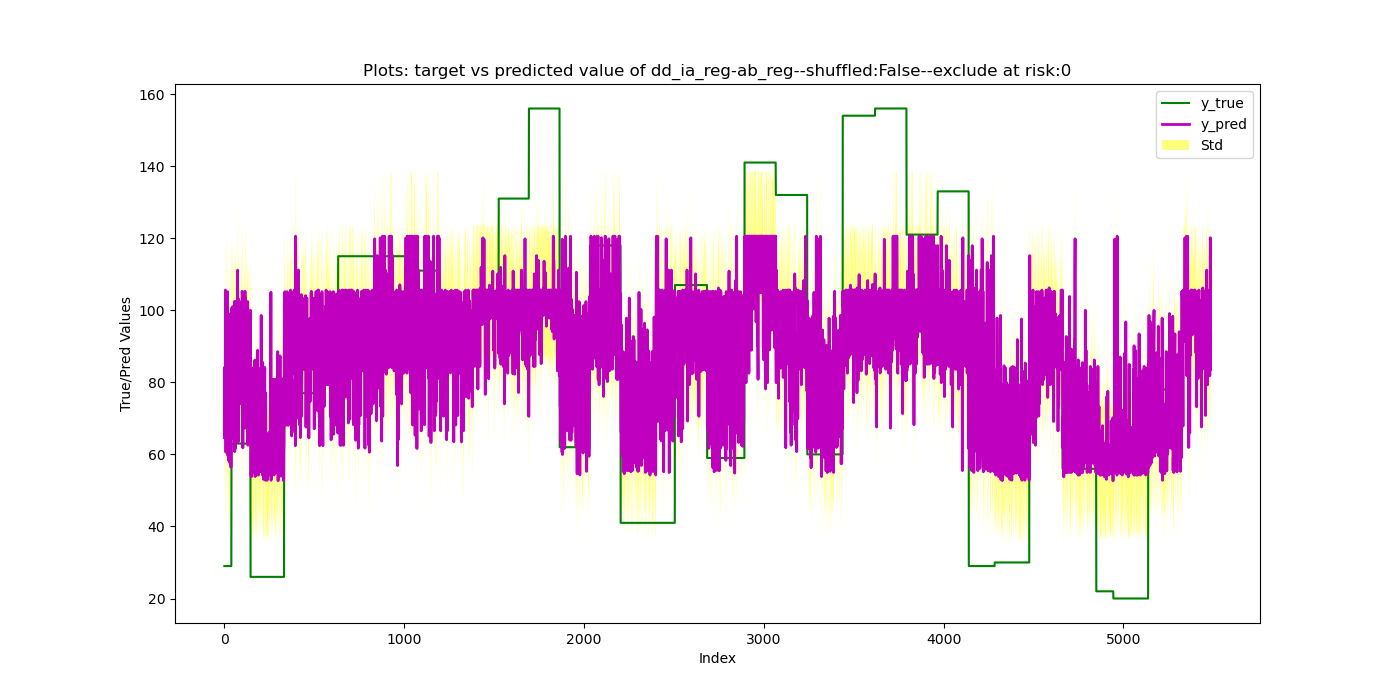 Plots: target vs predicted value of dd_ia_reg-ab_reg--shuffled:False--exclude at risk:0
160
140
120
100
80
60
40
20
True/Pred Values
y_true
y_pred
Std
0 1000 2000 3000 4000 5000
Index